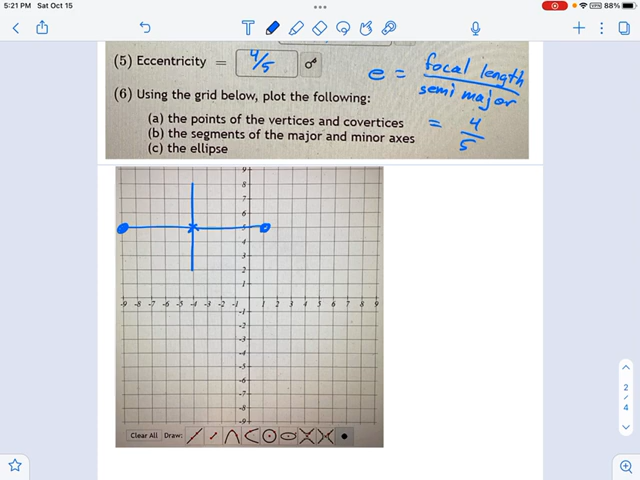 5:21 PM Sat Oct 15
VPN 88%
(5) Eccentricity = 4/5
e = focal length
semi major
(6) Using the grid below, plot the following:
= 4
5
(a) the points of the vertices and covertices
(b) the segments of the major and minor axes
(c) the ellipse
9
8
7
6
5
4
3
2
1
-9 -8 -7 -6 -5 -4 -3 -2 -1 1 2 3 4 5 6 7 8 9
-1
-2
-3
-4
-5
-6
-7
-8
-9
Clear All Draw:
2
/
4